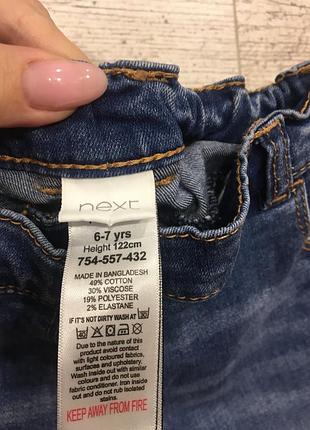 next
6-7 yrs
Height 122cm
754-557-432
MADE IN BANGLADESH
49% COTTON
30% VISCOSE
19% POLYESTER
2% ELASTANE
IF IT'S NOT DIRTY WASH AT 30
40
Due to the nature of this
product avoid contact
with light coloured fabrics,
surfaces and upholstery.
Wash inside out with similar
colours and do not use
fabric conditioner. Iron inside
out and do not rub isolated
stains.
KEEP AWAY FROM FIRE